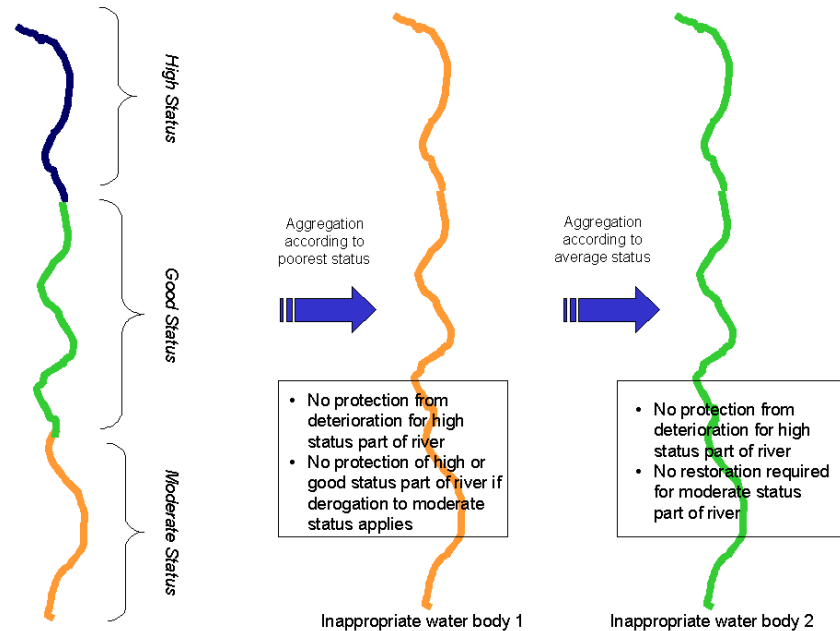 High Status
Good Status
Moderate Status
Aggregation
according to
poorest status
• No protection from
deterioration for high
status part of river
• No protection of high or
good status part of river if
derogation to moderate
status applies
Inappropriate water body 1
Aggregation
according to
average status
• No protection from
deterioration for high
status part of river
• No restoration required
for moderate status
part of river
Inappropriate water body 2